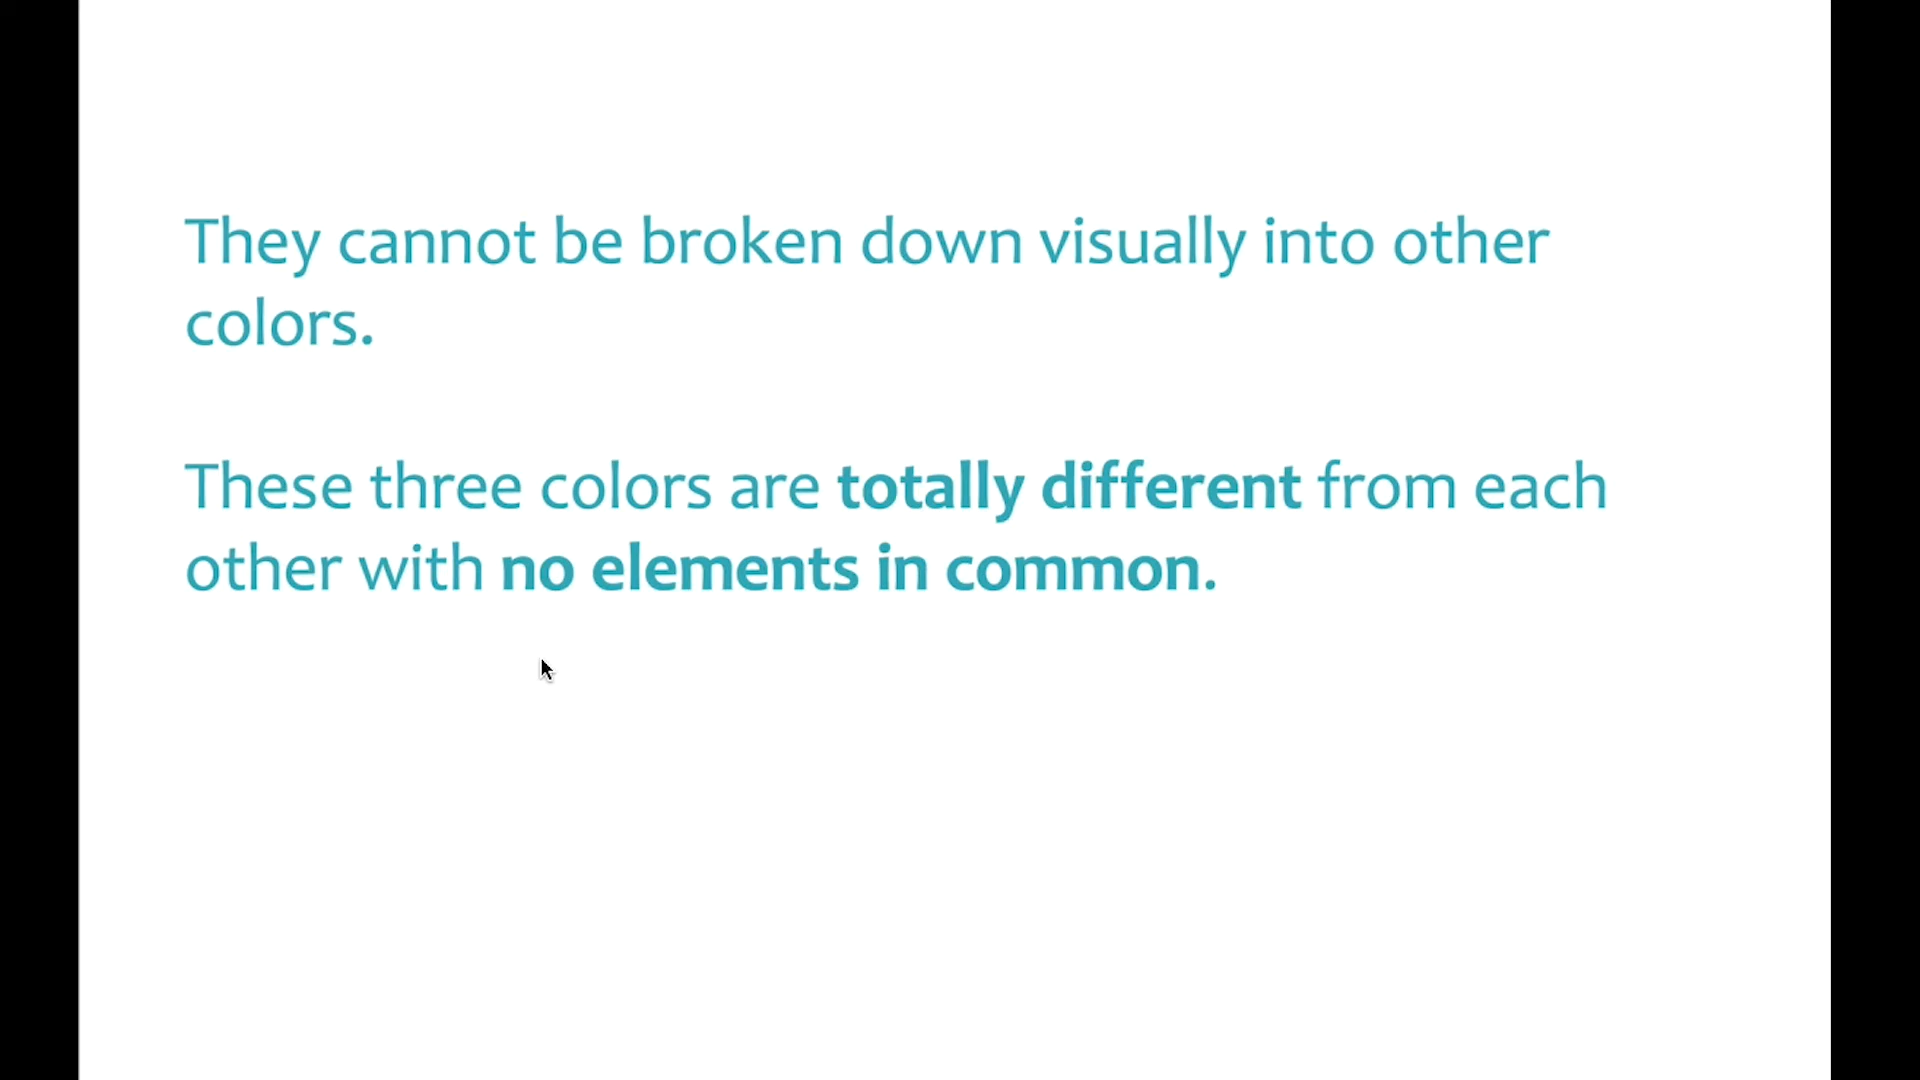 They cannot be broken down visually into other
colors.
These three colors are totally different from each
other with no elements in common.